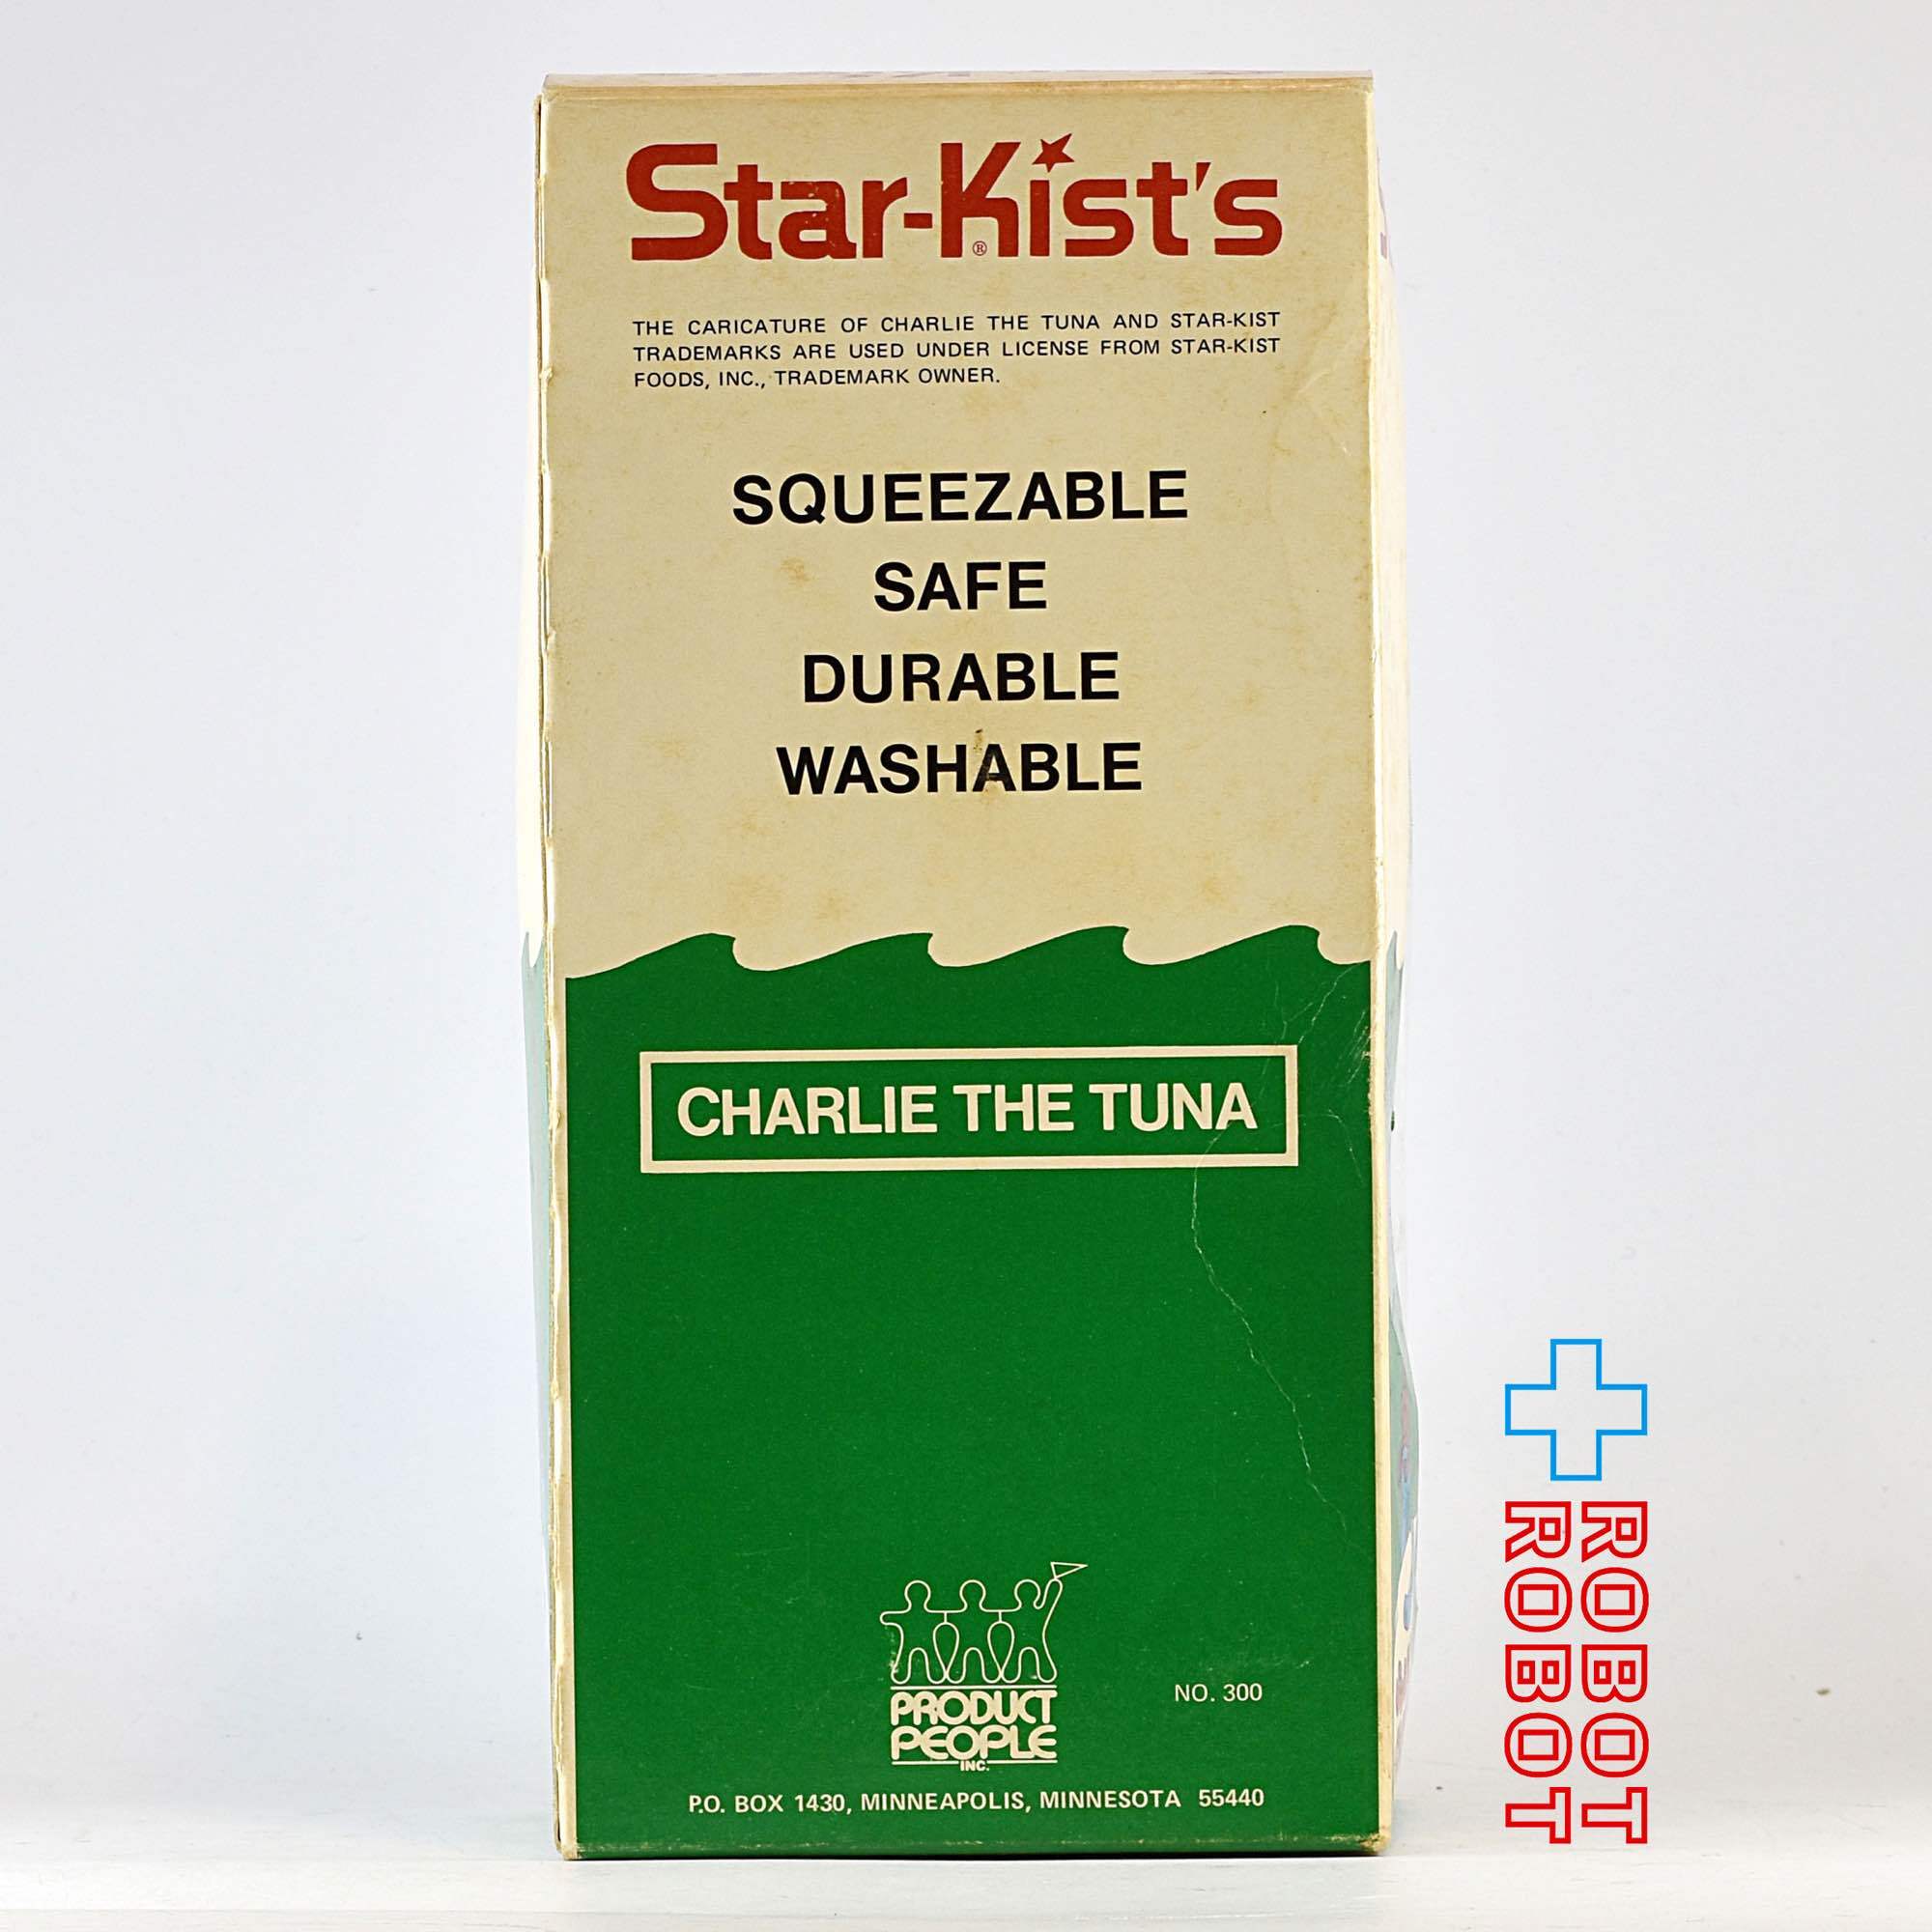 Star-Kist's
®
THE CARICATURE OF CHARLIE THE TUNA AND STAR-KIST
TRADEMARKS ARE USED UNDER LICENSE FROM STAR-KIST
FOODS, INC., TRADEMARK OWNER.
SQUEEZABLE
SAFE
DURABLE
WASHABLE
CHARLIE THE TUNA
PRODUCT
PEOPLE
INC.
NO. 300
P.O. BOX 1430, MINNEAPOLIS, MINNESOTA 55440
ROBOT
ROBOT